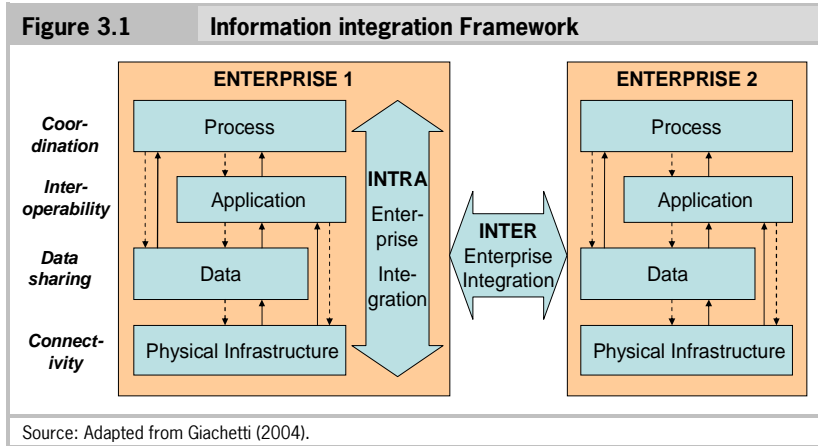 Figure 3.1 Information integration Framework
ENTERPRISE 1
ENTERPRISE 2
Coor-
dination
Process
Process
Inter-
operability
Application
Application
INTRA
Enter-
prise
Inte-
gration
INTER
Enterprise
Integration
Data
sharing
Data
Data
Connect-
ivity
Physical Infrastructure
Physical Infrastructure
Source: Adapted from Giachetti (2004).